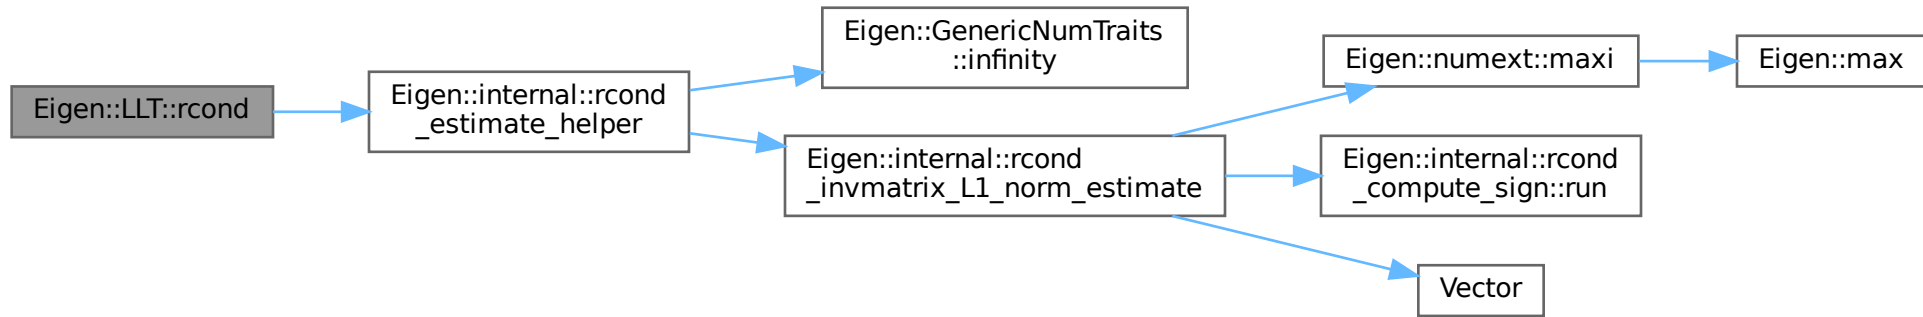 Eigen::LLT::rcond
Eigen::internal::rcond
_estimate_helper
Eigen::GenericNumTraits
::infinity
Eigen::internal::rcond
_invmatrix_L1_norm_estimate
Eigen::numext::maxi
Eigen::max
Eigen::internal::rcond
_compute_sign::run
Vector